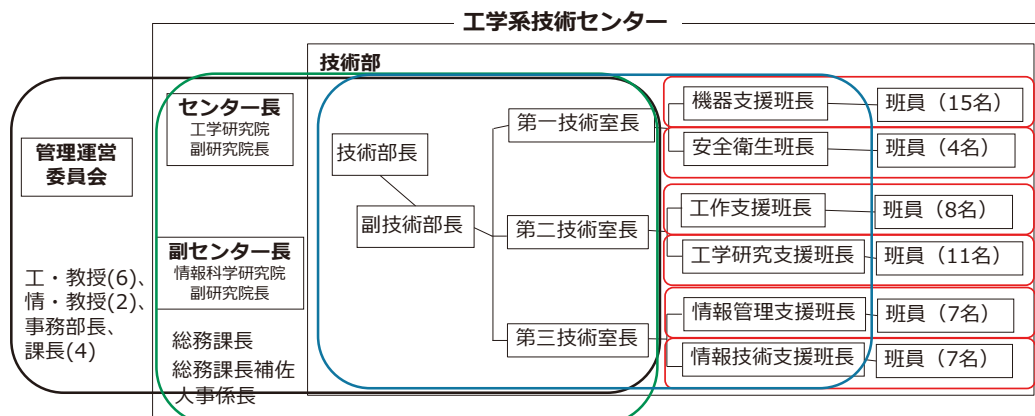 工学系技術センター
技術部
管理運営
委員会
工・教授(6)、
情・教授(2)、
事務部長、
課長(4)
センター長
工学研究院
副研究院長
副センター長
情報科学研究院
副研究院長
総務課長
総務課長補佐
人事係長
技術部長
副技術部長
第一技術室長
第二技術室長
第三技術室長
機器支援班長
班員（15名）
安全衛生班長
班員（4名）
工作支援班長
班員（8名）
工学研究支援班長
班員（11名）
情報管理支援班長
班員（7名）
情報技術支援班長
班員（7名）